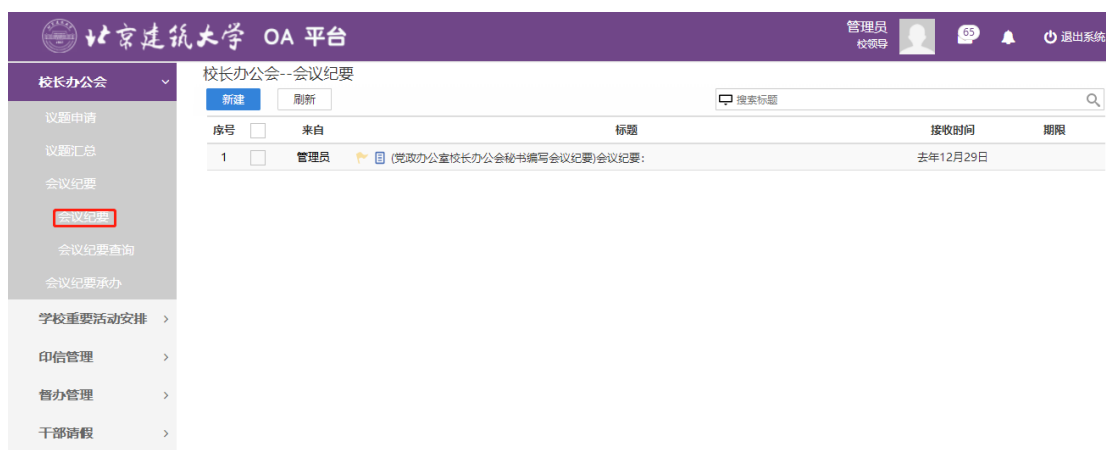 北京建筑大学 OA 平台
管理员
校领导
65
退出系统
校长办公会
议题申请
议题汇总
会议纪要
会议纪要
会议纪要查询
会议纪要承办
学校重要活动安排
印信管理
督办管理
干部请假
校长办公会--会议纪要
新建 刷新 搜索标题
序号 来自 标题 接收时间 期限
1 管理员 (党政办公室校长办公会秘书编写会议纪要)会议纪要: 去年12月29日